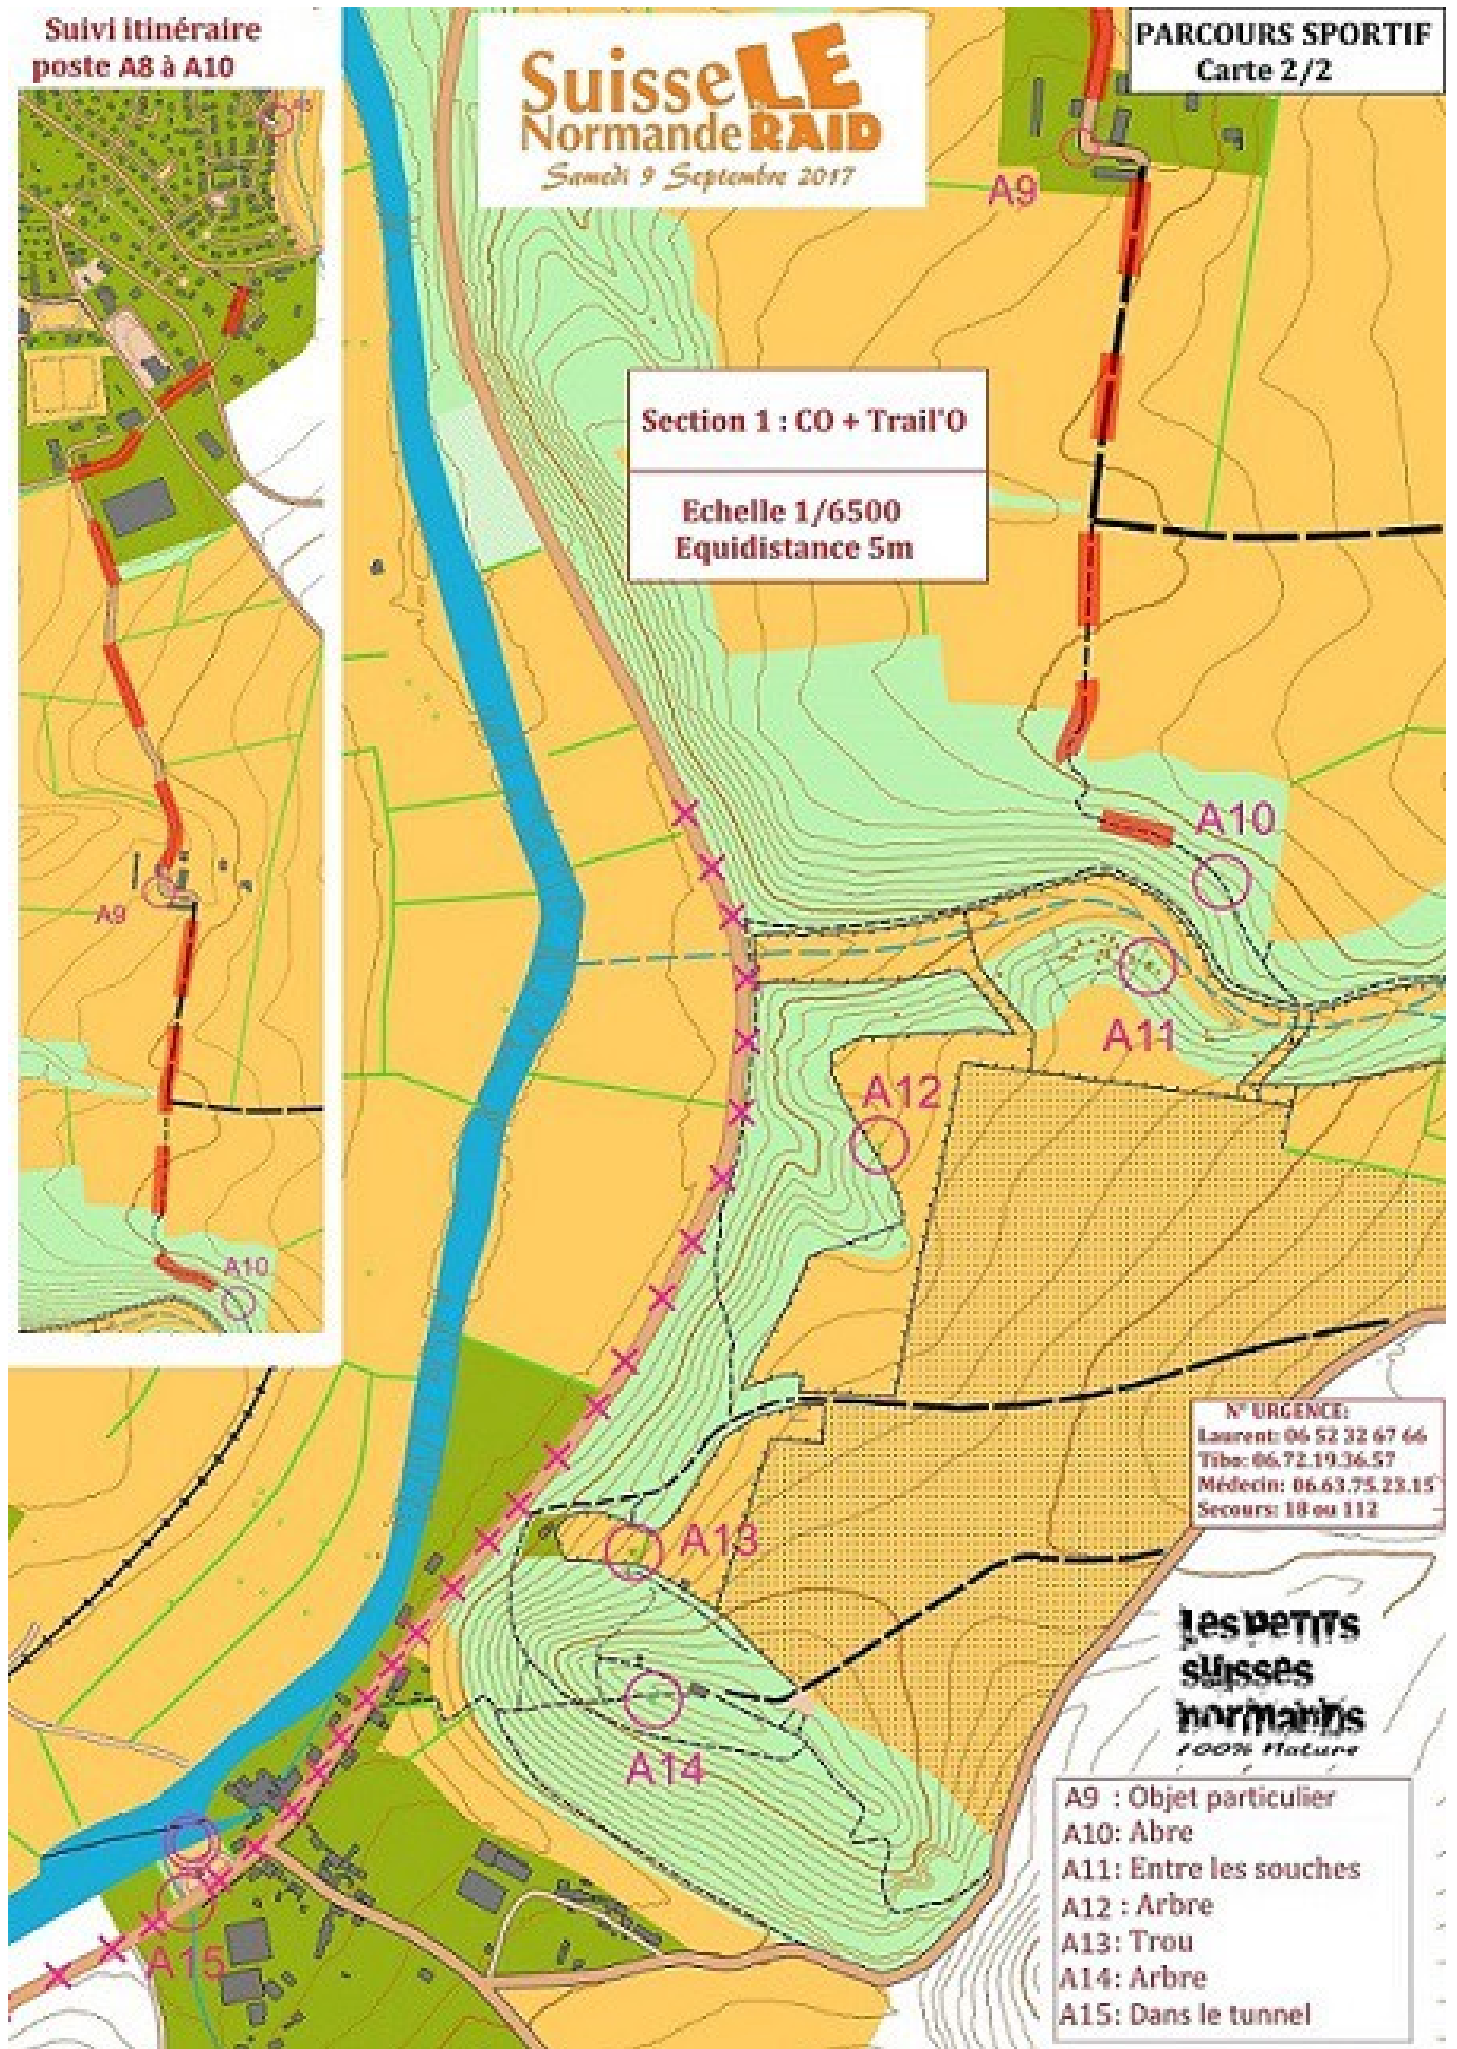 Suivi itinéraire
poste A8 à A10
A9
A10
Suisse LE
Normande RAID
Samedi 9 Septembre 2017
PARCOURS SPORTIF
Carte 2/2
A9
Section 1 : CO + Trail'O
Echelle 1/6500
Equidistance 5m
A10
A11
A12
A13
A14
A15
N° URGENCE:
Laurent: 06 52 32 67 66
Tibo: 06.72.19.36.57
Médecin: 06.63.75.23.15
Secours: 18 ou 112
Les Petits
suisses
normands
100% Nature
A9 : Objet particulier
A10: Abre
A11: Entre les souches
A12 : Arbre
A13: Trou
A14: Arbre
A15: Dans le tunnel